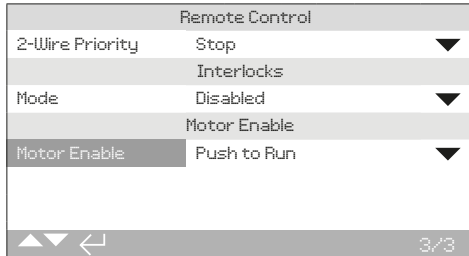 Remote Control
2-Wire Priority Stop
Interlocks
Mode Disabled
Motor Enable
Motor Enable Push to Run
3/3